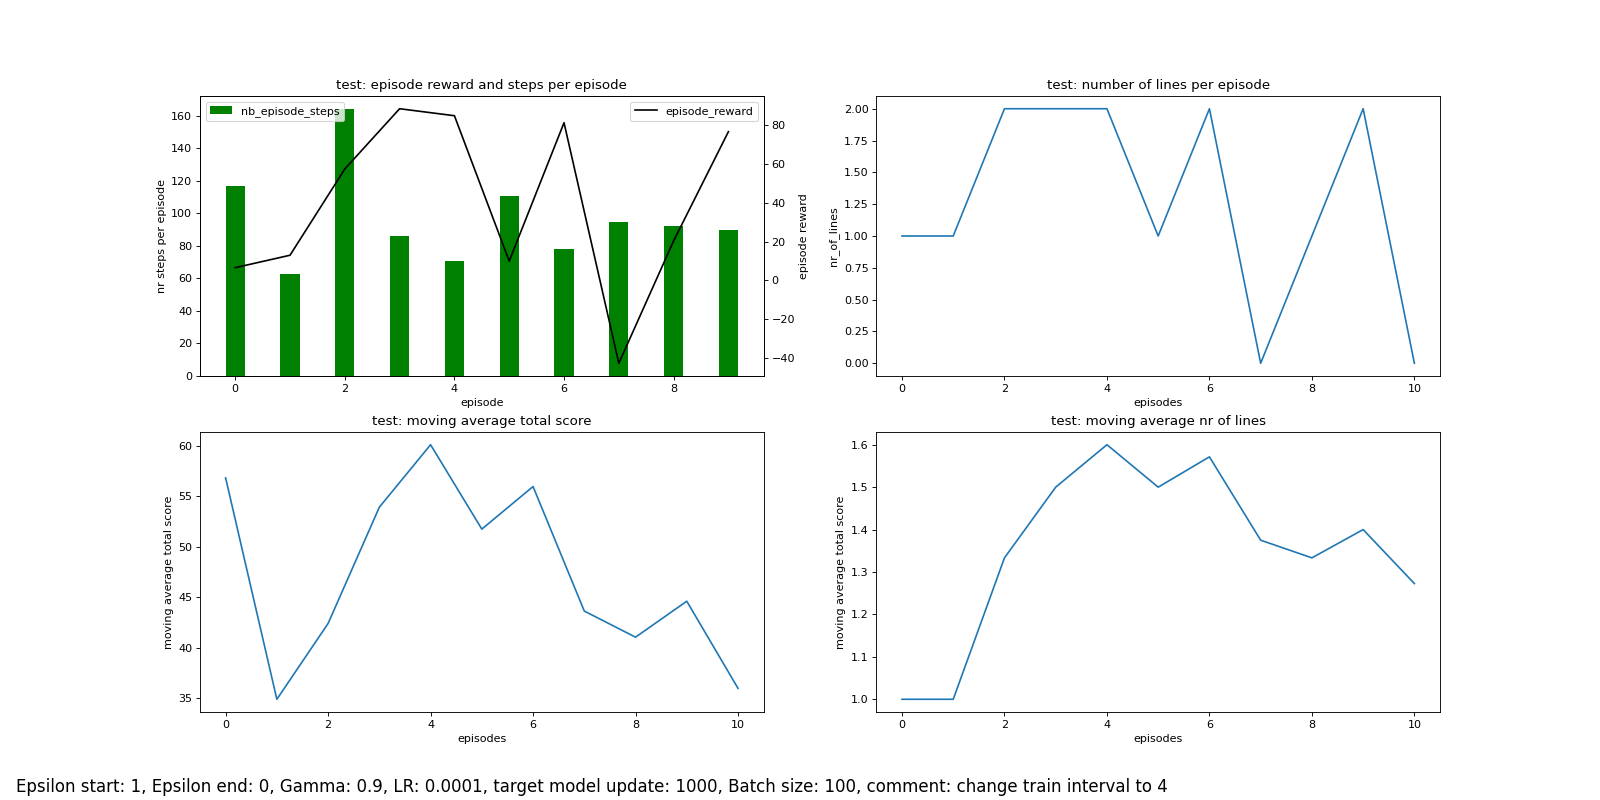 test: episode reward and steps per episode
nb_episode_steps
episode_reward
160
140
120
100
80
60
40
20
0
nr steps per episode
80
60
40
20
0
−20
−40
episode reward
0 2 4 6 8
episode
test: number of lines per episode
2.00
1.75
1.50
1.25
1.00
0.75
0.50
0.25
0.00
nr_of_lines
0 2 4 6 8 10
episodes
test: moving average total score
60
55
50
45
40
35
moving average total score
0 2 4 6 8 10
episodes
test: moving average nr of lines
1.6
1.5
1.4
1.3
1.2
1.1
1.0
moving average total score
0 2 4 6 8 10
episodes
Epsilon start: 1, Epsilon end: 0, Gamma: 0.9, LR: 0.0001, target model update: 1000, Batch size: 100, comment: change train interval to 4